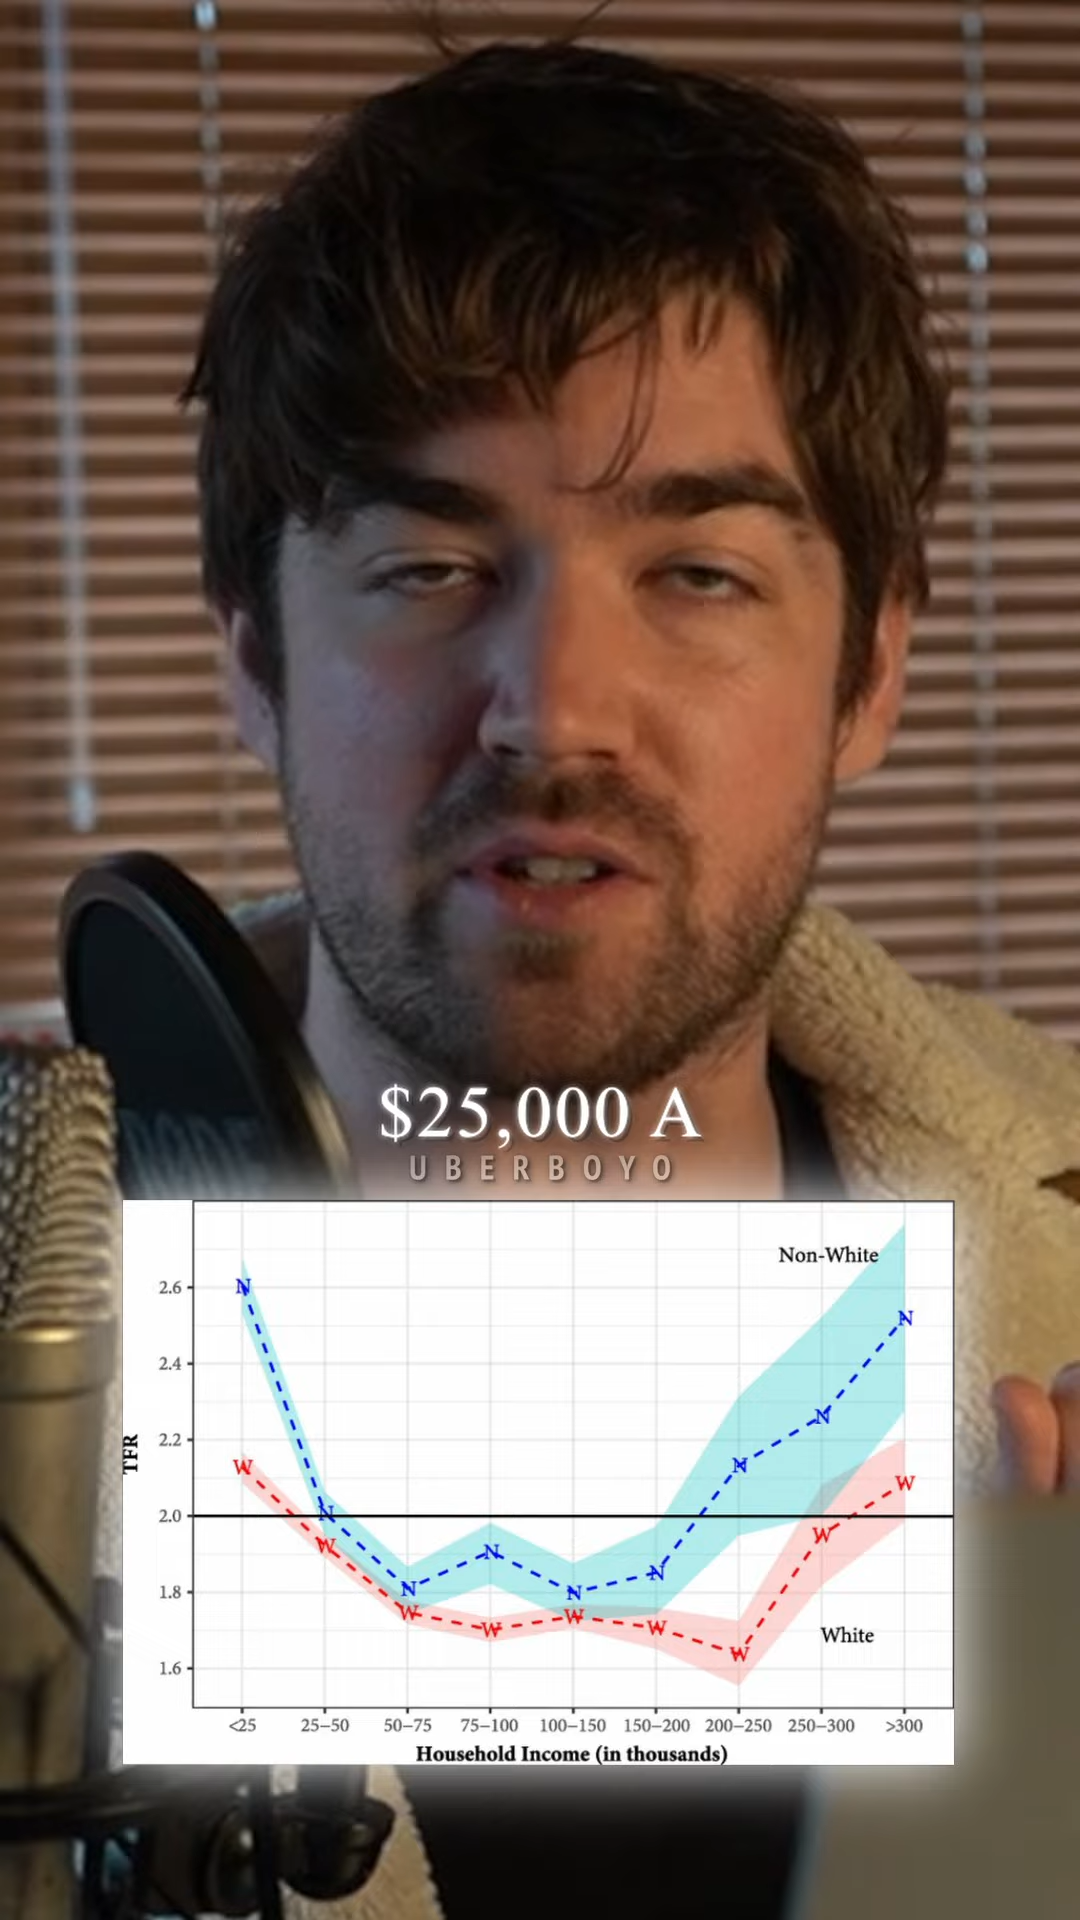 $25,000 A
UBERBOYO
Non-White
2.6
N
N
2.4
2.2
W
N
N
TFR
W
2.0
N
W
W
N
N
1.8
N
N
W
W
W
W
White
W
1.6
<25 25–50 50–75 75–100 100–150 150–200 200–250 250–300 >300
Household Income (in thousands)